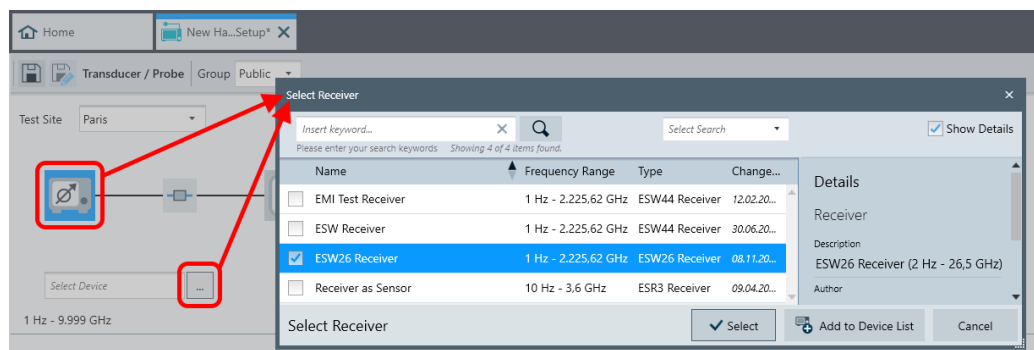 Home
New Ha...Setup*
Transducer / Probe Group Public
Select Receiver
Test Site Paris
Insert keyword...
Select Search
Show Details
Please enter your search keywords Showing 4 of 4 items found.
Name Frequency Range Type Change...
EMI Test Receiver 1 Hz - 2.225,62 GHz ESW44 Receiver 12.02.20...
ESW Receiver 1 Hz - 2.225,62 GHz ESW44 Receiver 30.06.20...
ESW26 Receiver 1 Hz - 2.225,62 GHz ESW26 Receiver 08.11.20...
Receiver as Sensor 10 Hz - 3,6 GHz ESR3 Receiver 09.04.20...
Details
Receiver
Description
ESW26 Receiver (2 Hz - 26,5 GHz)
Author
Select Device ...
1 Hz - 9.999 GHz
Select Receiver
Select
Add to Device List
Cancel